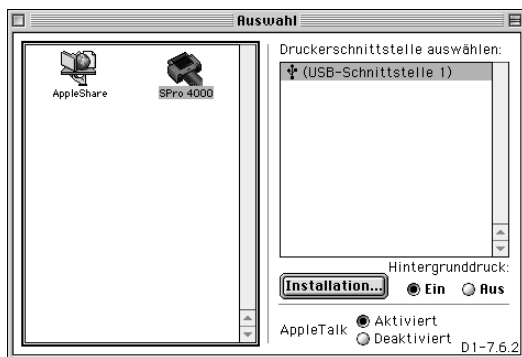 Auswahl
AppleShare
SPro 4000
Druckerschnittstelle auswählen:
(USB-Schnittstelle 1)
Hintergrunddruck:
Installation...
Ein
Aus
AppleTalk
Aktiviert
Deaktiviert
D1-7.6.2